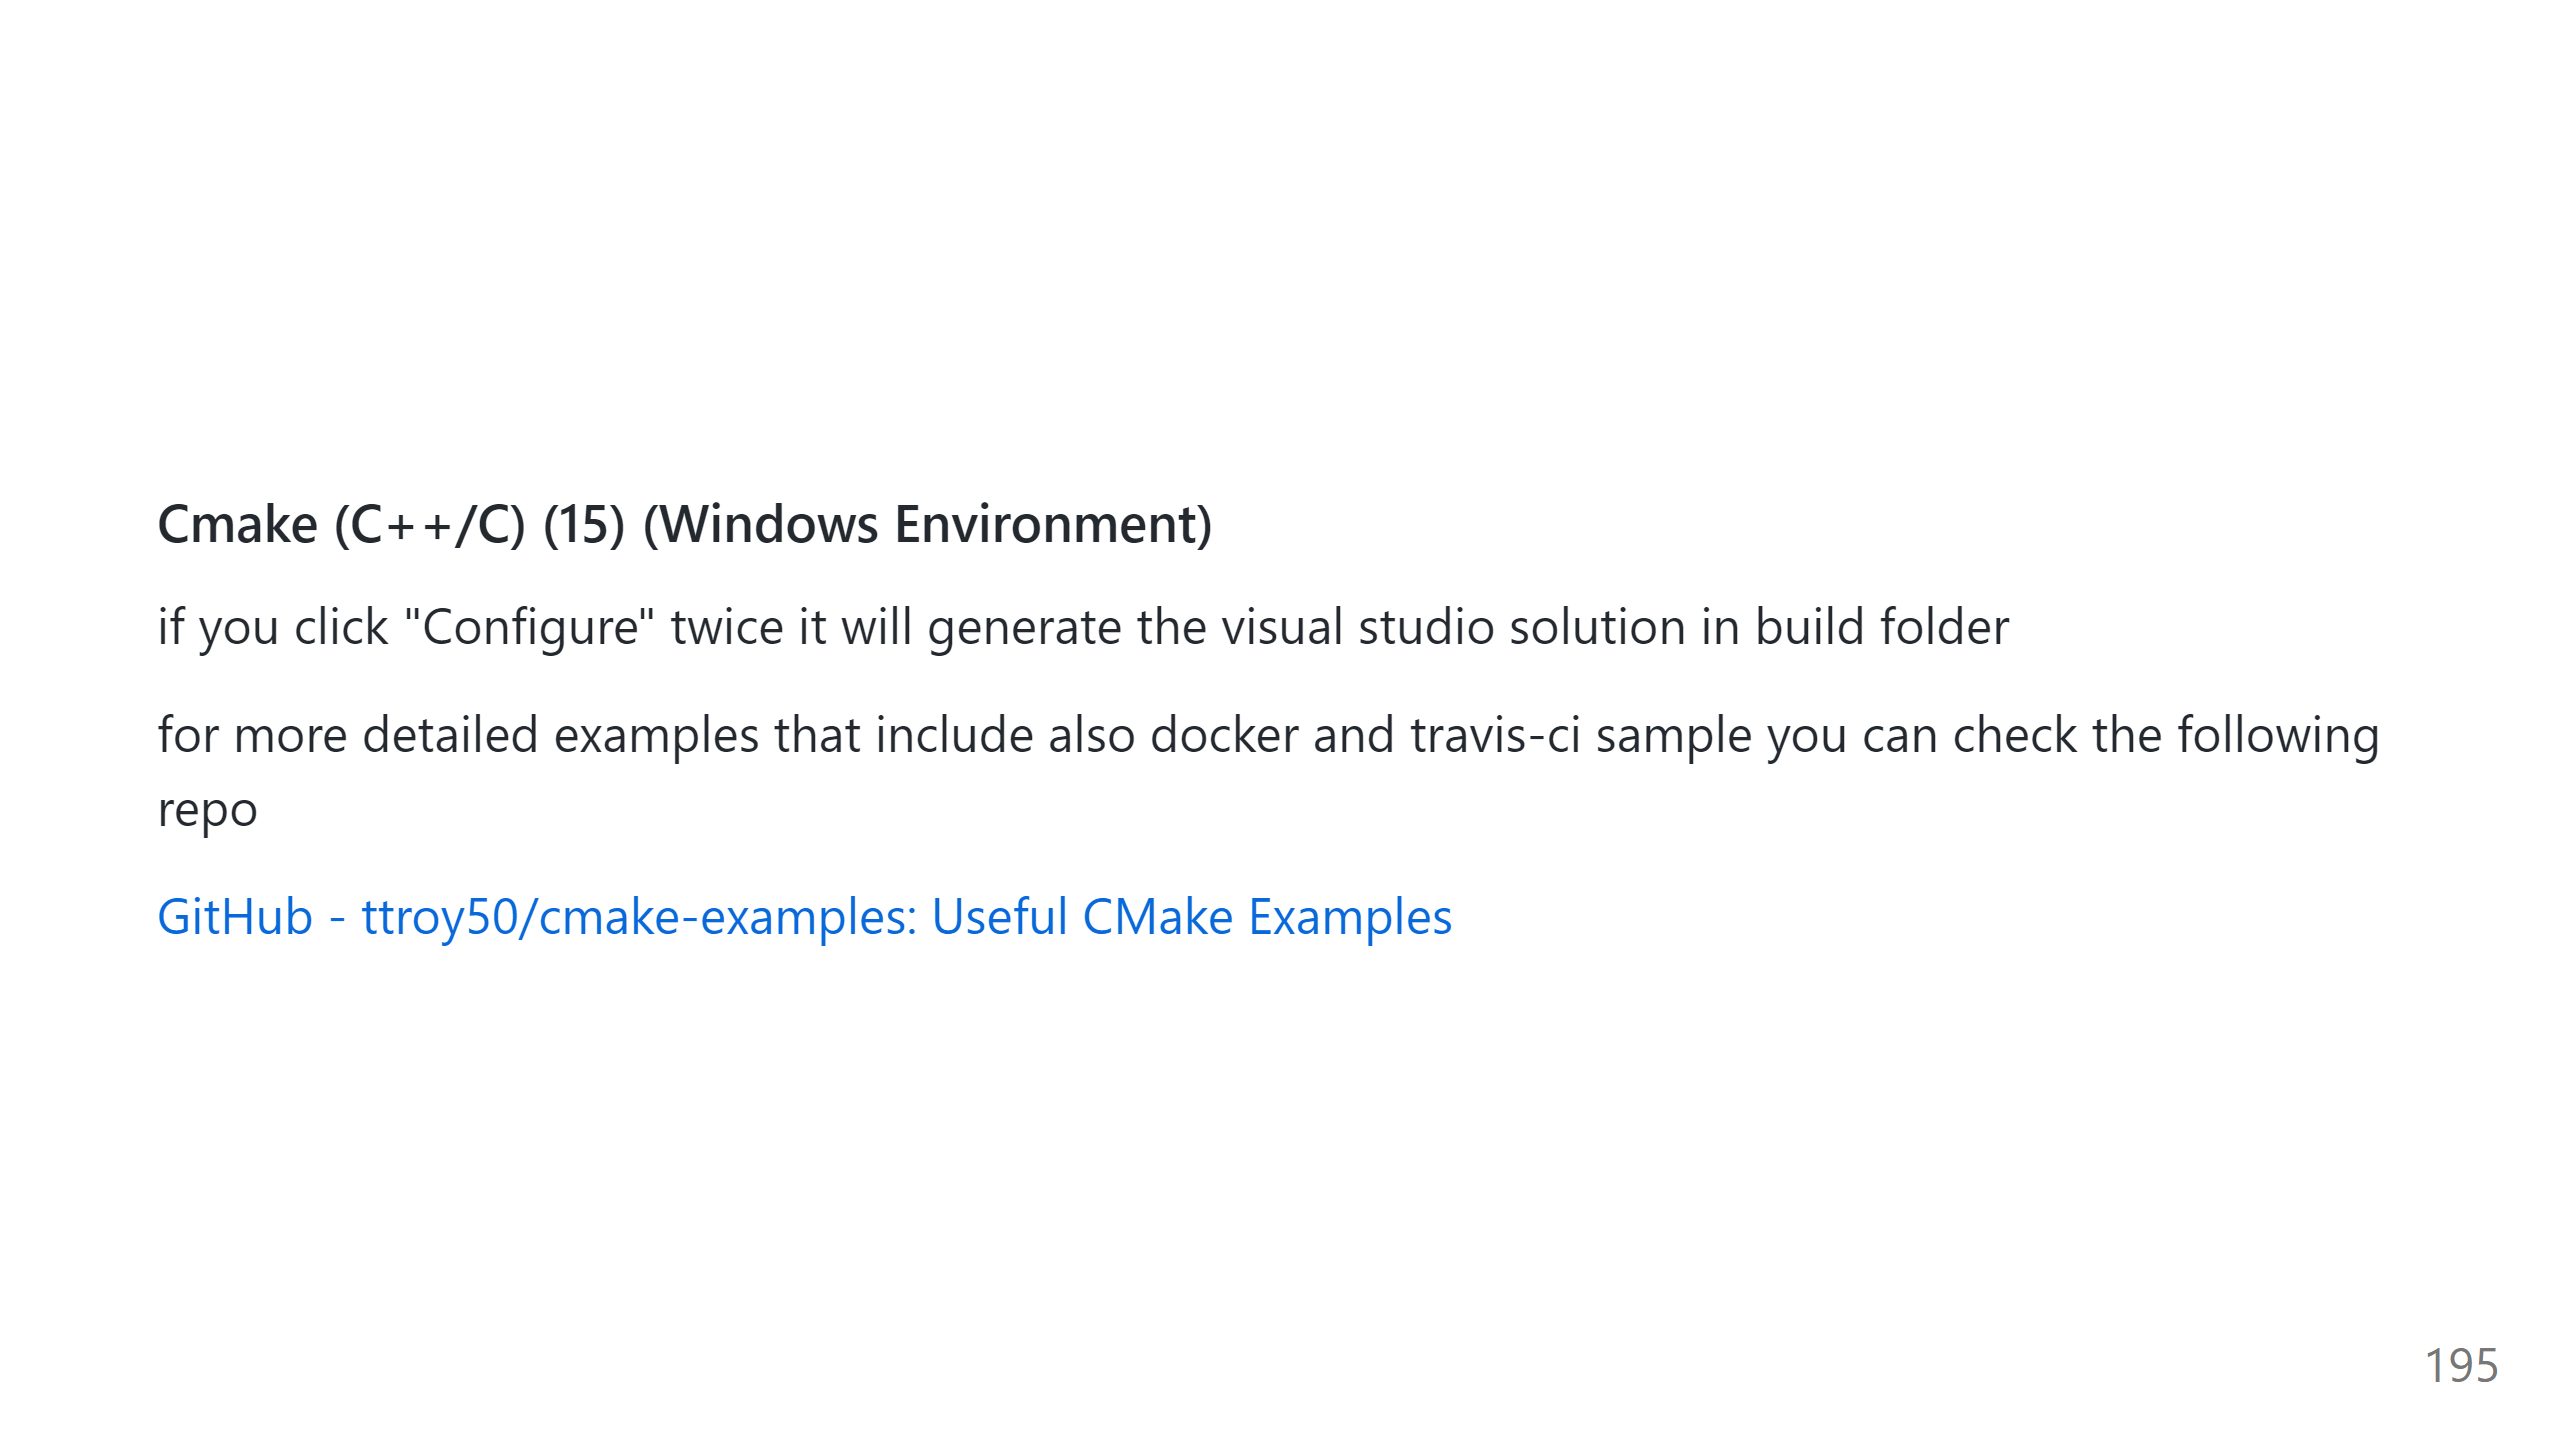 Cmake (C++/C) (15) (Windows Environment)
if you click "Configure" twice it will generate the visual studio solution in build folder
for more detailed examples that include also docker and travis-ci sample you can check the following
repo
GitHub - ttroy50/cmake-examples: Useful CMake Examples
195